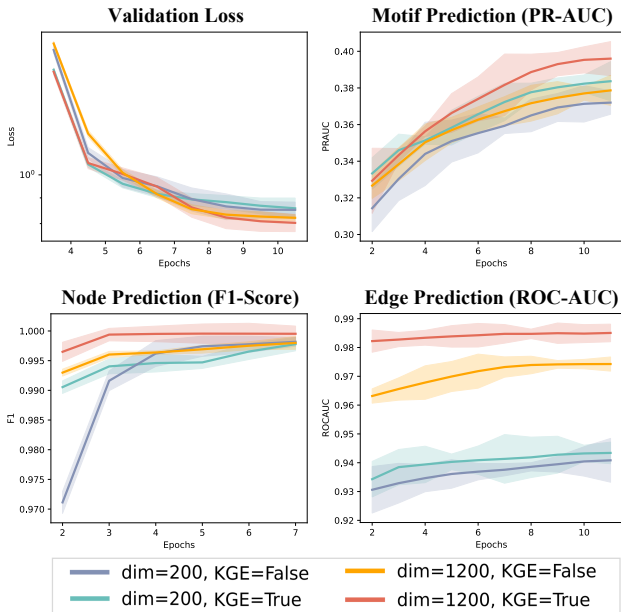 Validation Loss
Loss
10⁰
4 5 6 7 8 9 10
Epochs
Motif Prediction (PR-AUC)
PRAUC
0.40
0.38
0.36
0.34
0.32
0.30
2 4 6 8 10
Epochs
Node Prediction (F1-Score)
F1
1.000
0.995
0.990
0.985
0.980
0.975
0.970
2 3 4 5 6 7
Epochs
Edge Prediction (ROC-AUC)
ROCAUC
0.99
0.98
0.97
0.96
0.94
0.93
0.92
2 4 6 8 10
Epochs
dim=200, KGE=False
dim=200, KGE=True
dim=1200, KGE=False
dim=1200, KGE=True